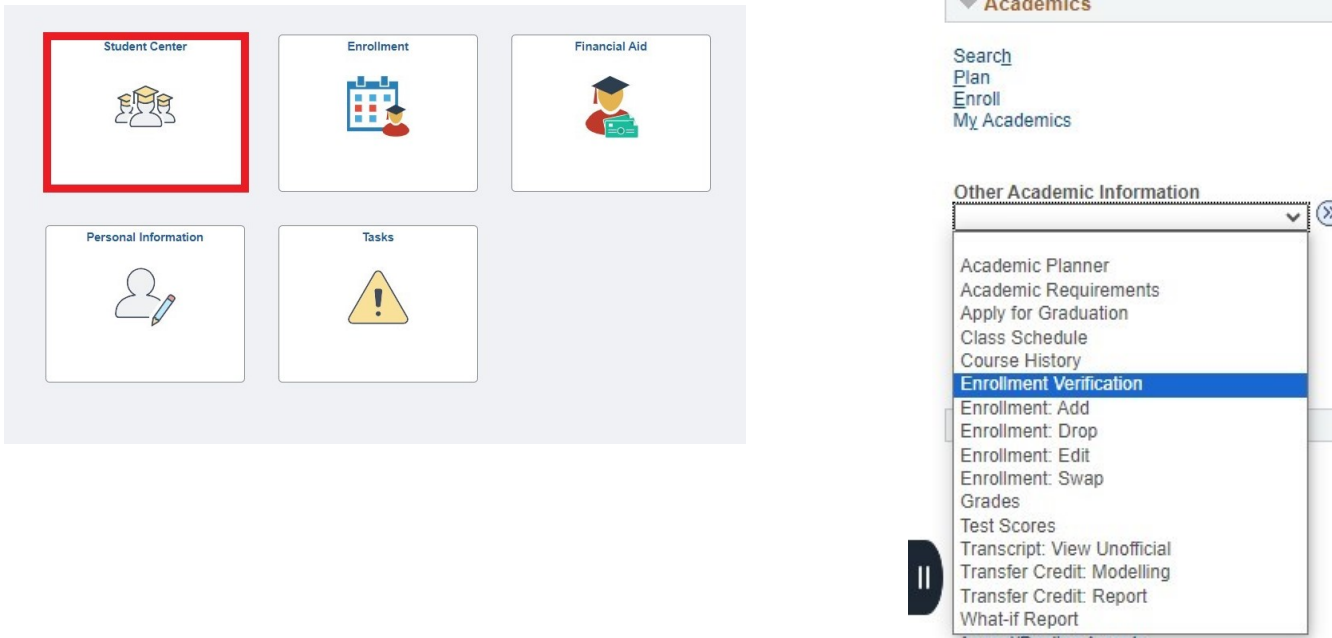 Student Center
Enrollment
Financial Aid
Personal Information
Tasks
Academics
Search
Plan
Enroll
My Academics
Other Academic Information
Academic Planner
Academic Requirements
Apply for Graduation
Class Schedule
Course History
Enrollment Verification
Enrollment: Add
Enrollment: Drop
Enrollment: Edit
Enrollment: Swap
Grades
Test Scores
Transcript: View Unofficial
Transfer Credit: Modelling
Transfer Credit: Report
What-if Report